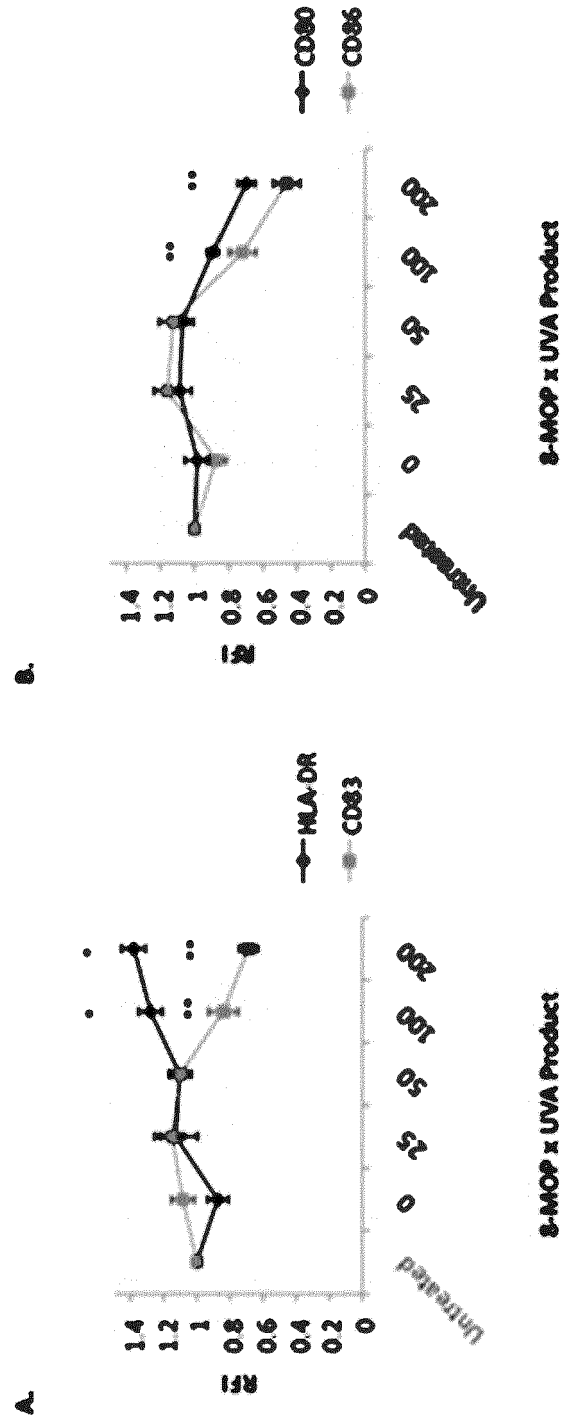 A.
RFI
1.4
1.2
1
0.8
0.6
0.4
0.2
0
Untreated
0
25
50
100
200
8-MOP x UVA Product
HLA-DR
CD83
B.
RFI
1.4
1.2
1
0.8
0.6
0.4
0.2
0
Untreated
0
25
50
100
200
8-MOP x UVA Product
CD80
CD86